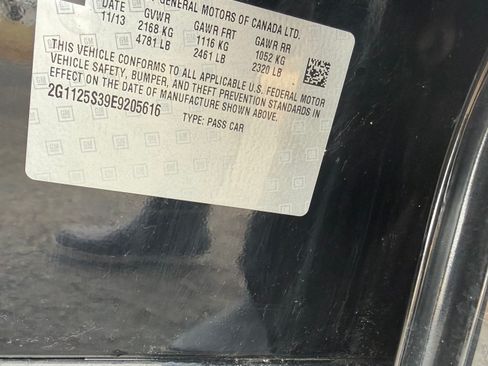 GENERAL MOTORS OF CANADA LTD.
DATE GVWR GAWR FRT GAWR RR
11/13 2168 KG 1116 KG 1052 KG
4781 LB 2461 LB 2320 LB
THIS VEHICLE CONFORMS TO ALL APPLICABLE U.S. FEDERAL MOTOR
VEHICLE SAFETY, BUMPER, AND THEFT PREVENTION STANDARDS IN
EFFECT ON THE DATE OF MANUFACTURE SHOWN ABOVE.
2G1125S39E9205616
TYPE: PASS CAR